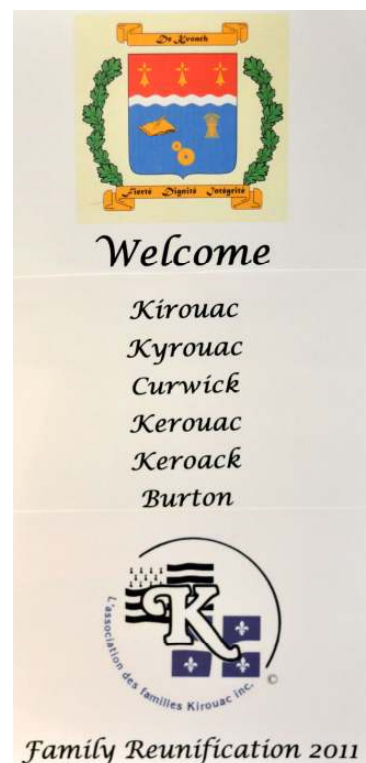 De Kvoach
Welcome
Kirouac
Kyrouac
Curwick
Kerouac
Keroack
Burton
Fierté Dignité Intégrité
K
L'association des familles Kirouac inc.
©
Family Reunification 2011